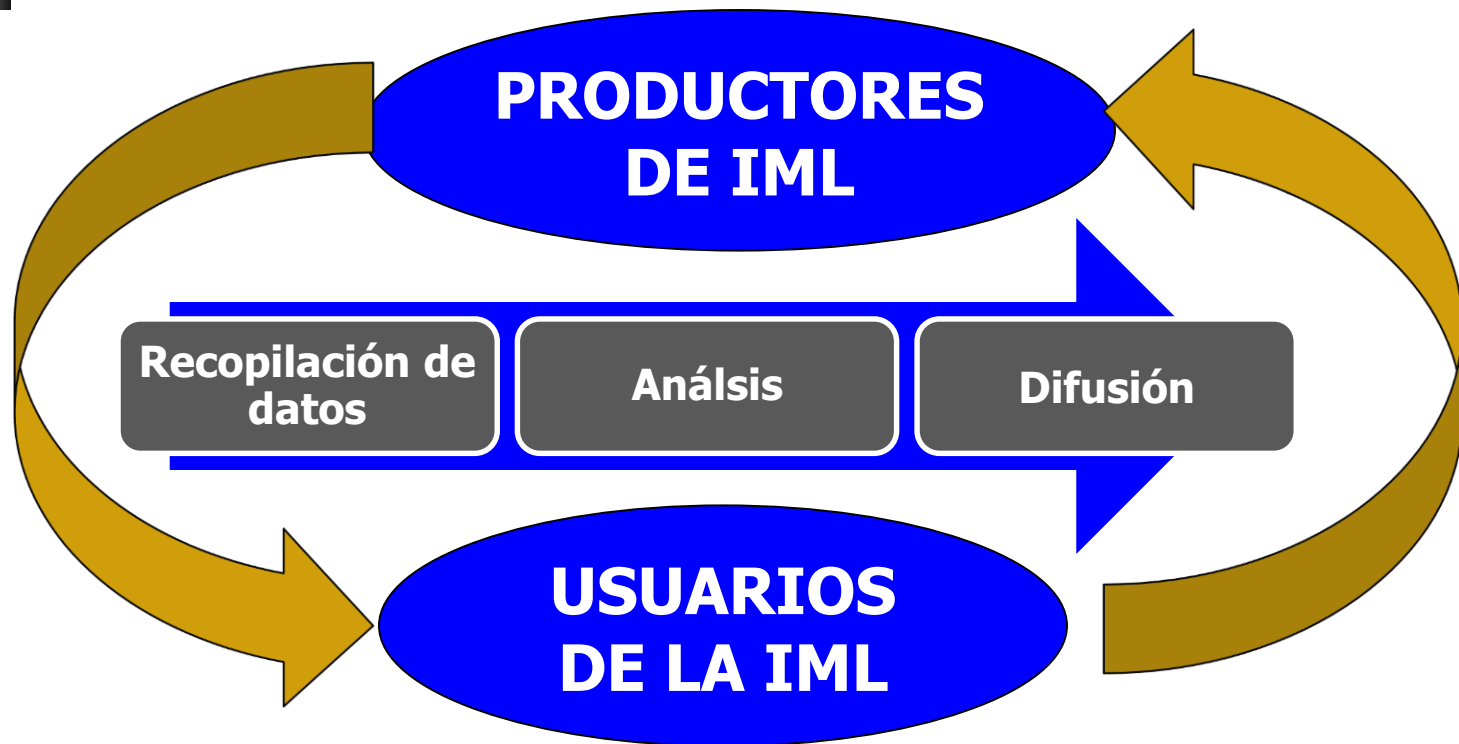 PRODUCTORES
DE IML
Recopilación de
datos
Análsis
Difusión
USUARIOS
DE LA IML